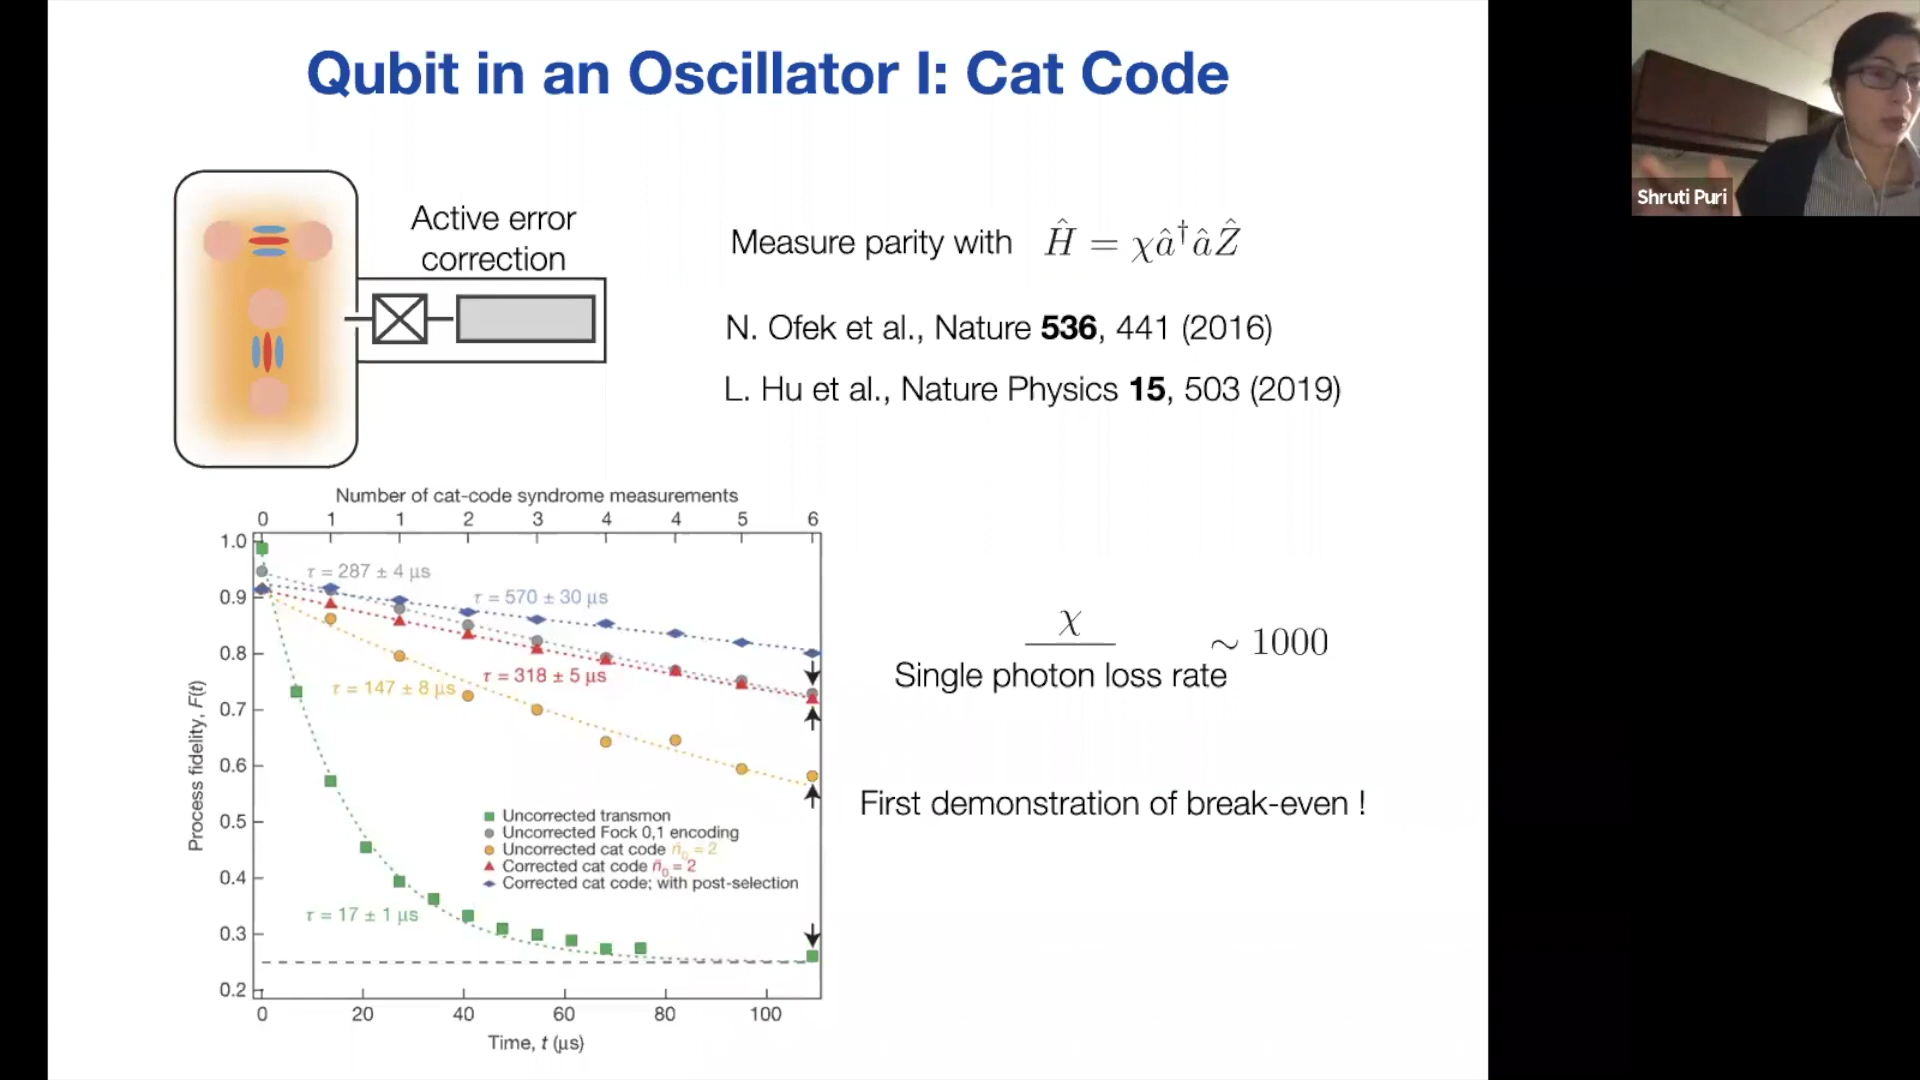 Qubit in an Oscillator I: Cat Code
Shruti Puri
Active error
correction
Measure parity with Ĥ = χâ†âẐ
N. Ofek et al., Nature 536, 441 (2016)
L. Hu et al., Nature Physics 15, 503 (2019)
Number of cat-code syndrome measurements
0 1 1 2 3 4 4 5 6
1.0
0.9
0.8
0.7
0.6
0.5
0.4
0.3
0.2
Process fidelity, F(t)
τ = 287 ± 4 μs
τ = 570 ± 30 μs
τ = 318 ± 5 μs
τ = 147 ± 8 μs
τ = 17 ± 1 μs
Uncorrected transmon
Uncorrected Fock 0,1 encoding
Uncorrected cat code n̄₀ = 2
Corrected cat code n̄₀ = 2
Corrected cat code; with post-selection
0 20 40 60 80 100
Time, t (μs)
χ
Single photon loss rate
~ 1000
First demonstration of break-even !